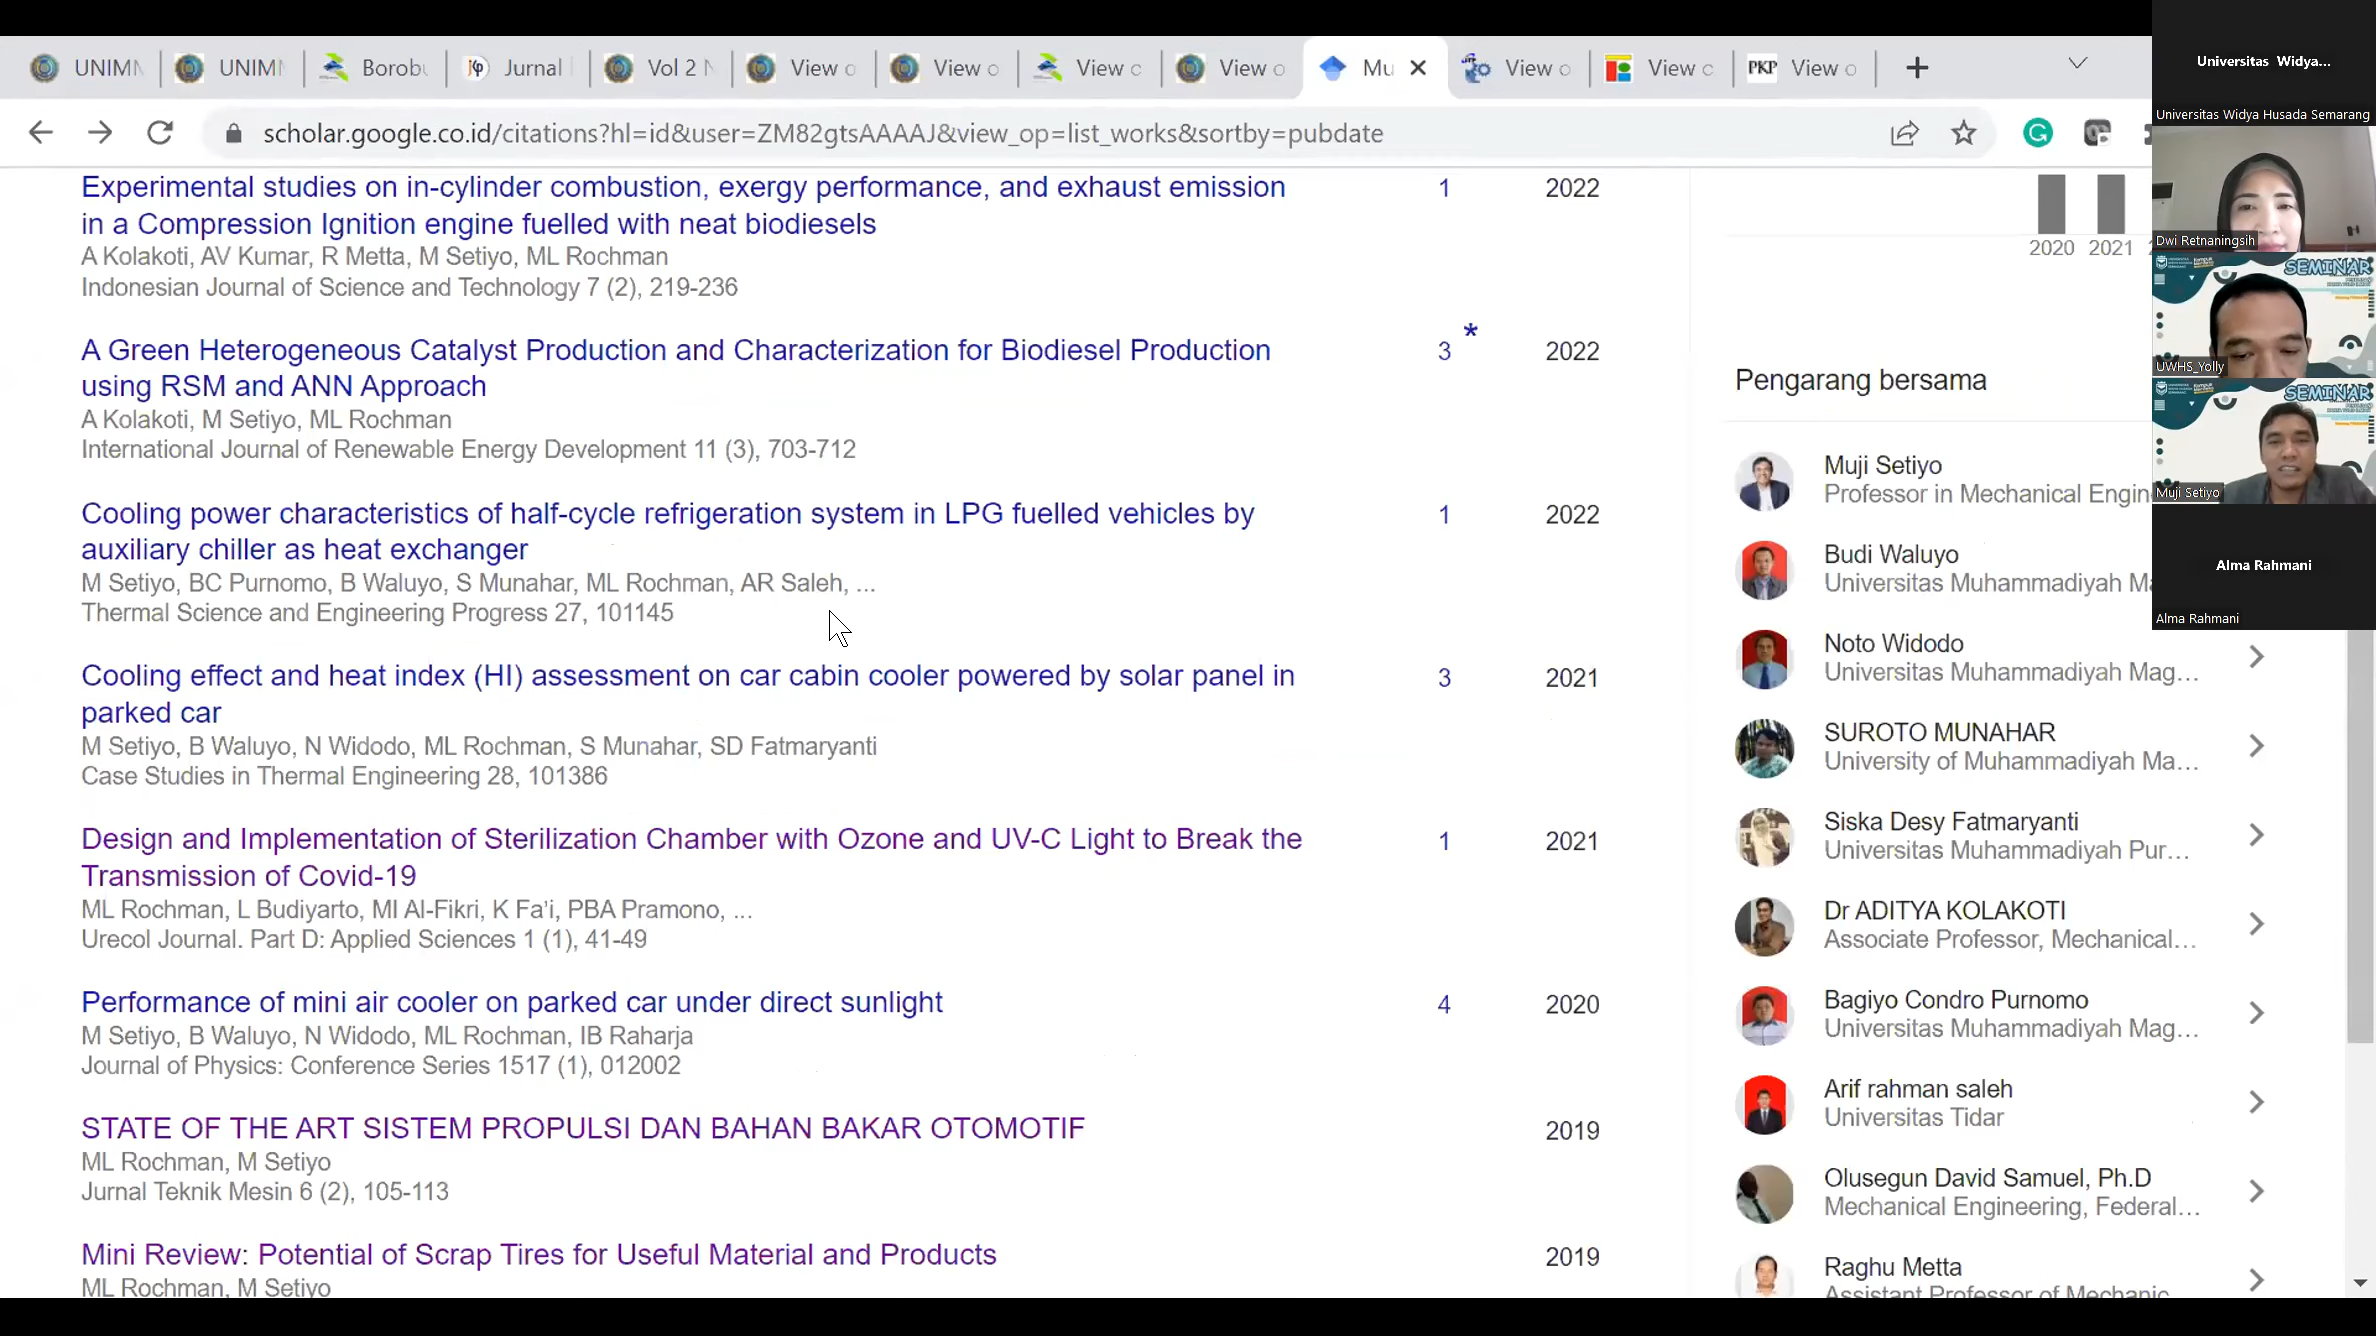 UNIMM
UNIMI
Borobu
Jurnal
Vol 2 N
View o
View o
View c
View o
Mu
View o
View c
PKP View o
scholar.google.co.id/citations?hl=id&user=ZM82gtsAAAAJ&view_op=list_works&sortby=pubdate
Experimental studies on in-cylinder combustion, exergy performance, and exhaust emission
in a Compression Ignition engine fuelled with neat biodiesels
1 2022
A Kolakoti, AV Kumar, R Metta, M Setiyo, ML Rochman
Indonesian Journal of Science and Technology 7 (2), 219-236
A Green Heterogeneous Catalyst Production and Characterization for Biodiesel Production
using RSM and ANN Approach
3 * 2022
A Kolakoti, M Setiyo, ML Rochman
International Journal of Renewable Energy Development 11 (3), 703-712
Cooling power characteristics of half-cycle refrigeration system in LPG fuelled vehicles by
auxiliary chiller as heat exchanger
1 2022
M Setiyo, BC Purnomo, B Waluyo, S Munahar, ML Rochman, AR Saleh, ...
Thermal Science and Engineering Progress 27, 101145
Cooling effect and heat index (HI) assessment on car cabin cooler powered by solar panel in
parked car
3 2021
M Setiyo, B Waluyo, N Widodo, ML Rochman, S Munahar, SD Fatmaryanti
Case Studies in Thermal Engineering 28, 101386
Design and Implementation of Sterilization Chamber with Ozone and UV-C Light to Break the
Transmission of Covid-19
1 2021
ML Rochman, L Budiyarto, MI Al-Fikri, K Fa'i, PBA Pramono, ...
Urecol Journal. Part D: Applied Sciences 1 (1), 41-49
Performance of mini air cooler on parked car under direct sunlight
4 2020
M Setiyo, B Waluyo, N Widodo, ML Rochman, IB Raharja
Journal of Physics: Conference Series 1517 (1), 012002
STATE OF THE ART SISTEM PROPULSI DAN BAHAN BAKAR OTOMOTIF
2019
ML Rochman, M Setiyo
Jurnal Teknik Mesin 6 (2), 105-113
Mini Review: Potential of Scrap Tires for Useful Material and Products
2019
ML Rochman, M Setiyo
2020 2021
Pengarang bersama
Muji Setiyo
Professor in Mechanical Engin
Budi Waluyo
Universitas Muhammadiyah Ma
Noto Widodo
Universitas Muhammadiyah Mag...
SUROTO MUNAHAR
University of Muhammadiyah Ma...
Siska Desy Fatmaryanti
Universitas Muhammadiyah Pur...
Dr ADITYA KOLAKOTI
Associate Professor, Mechanical...
Bagiyo Condro Purnomo
Universitas Muhammadiyah Mag...
Arif rahman saleh
Universitas Tidar
Olusegun David Samuel, Ph.D
Mechanical Engineering, Federal...
Raghu Metta
Assistant Professor of Mechanic
Universitas Widya...
Universitas Widya Husada Semarang
Dwi Retnaningsih
SEMINAR
UWHS_Yolly
SEMINAR
Muji Setiyo
Alma Rahmani
Alma Rahmani